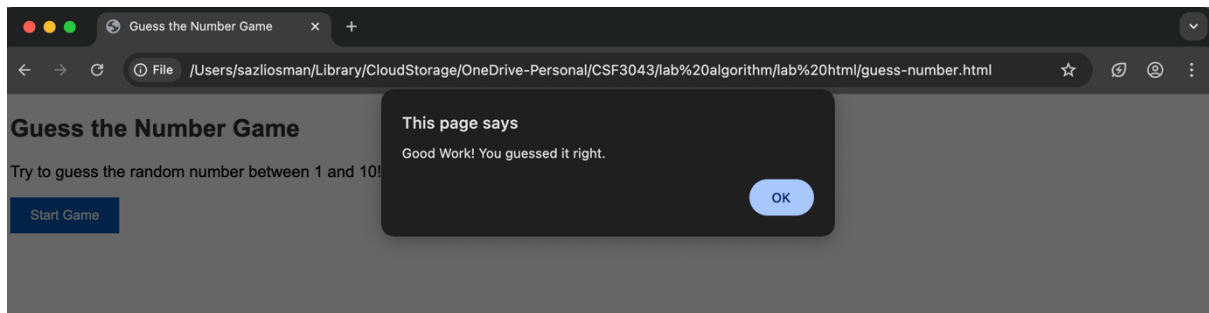 Guess the Number Game
File /Users/sazliosman/Library/CloudStorage/OneDrive-Personal/CSF3043/lab%20algorithm/lab%20html/guess-number.html
This page says
Good Work! You guessed it right.
OK
Guess the Number Game
Try to guess the random number between 1 and 10!
Start Game